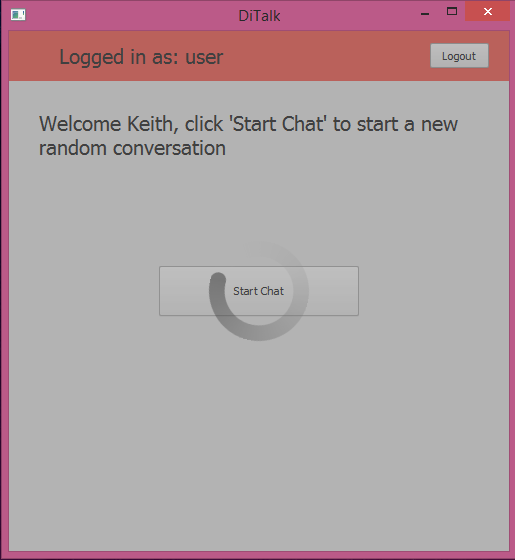 DiTalk
Logged in as: user
Logout
Welcome Keith, click 'Start Chat' to start a new
random conversation
Start Chat